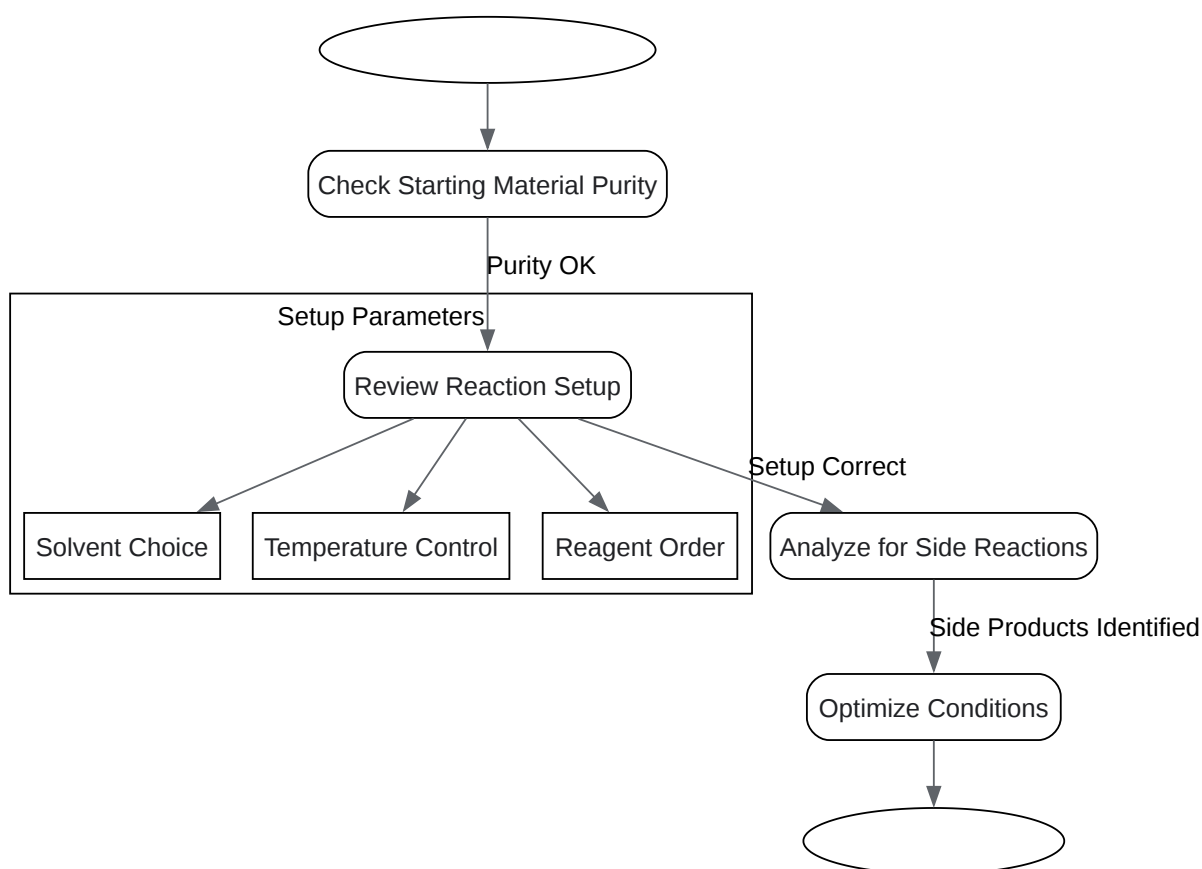 Check Starting Material Purity
Purity OK
Setup Parameters
Review Reaction Setup
Setup Correct
Solvent Choice
Temperature Control
Reagent Order
Analyze for Side Reactions
Side Products Identified
Optimize Conditions